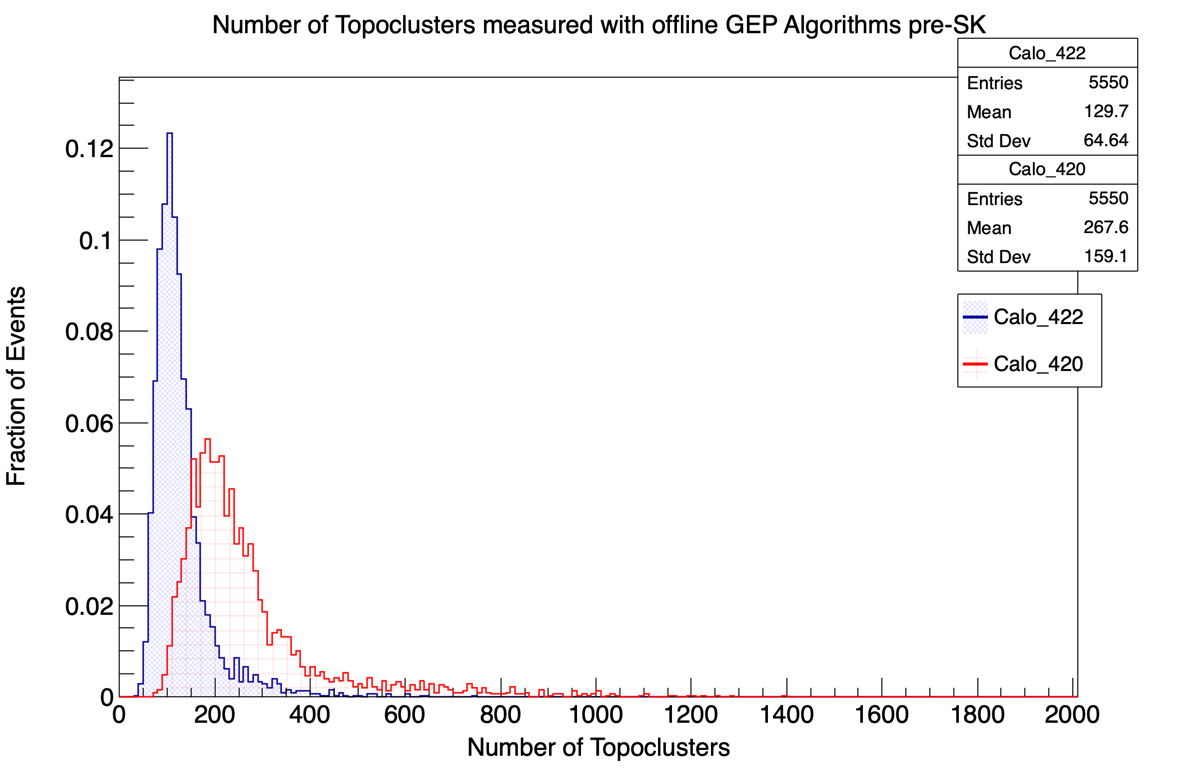 Number of Topoclusters measured with offline GEP Algorithms pre-SK
Calo_422
Entries 5550
Mean 129.7
Std Dev 64.64
Calo_420
Entries 5550
Mean 267.6
Std Dev 159.1
Calo_422
Calo_420
Fraction of Events
0.12
0.1
0.08
0.06
0.04
0.02
0
0 200 400 600 800 1000 1200 1400 1600 1800 2000
Number of Topoclusters